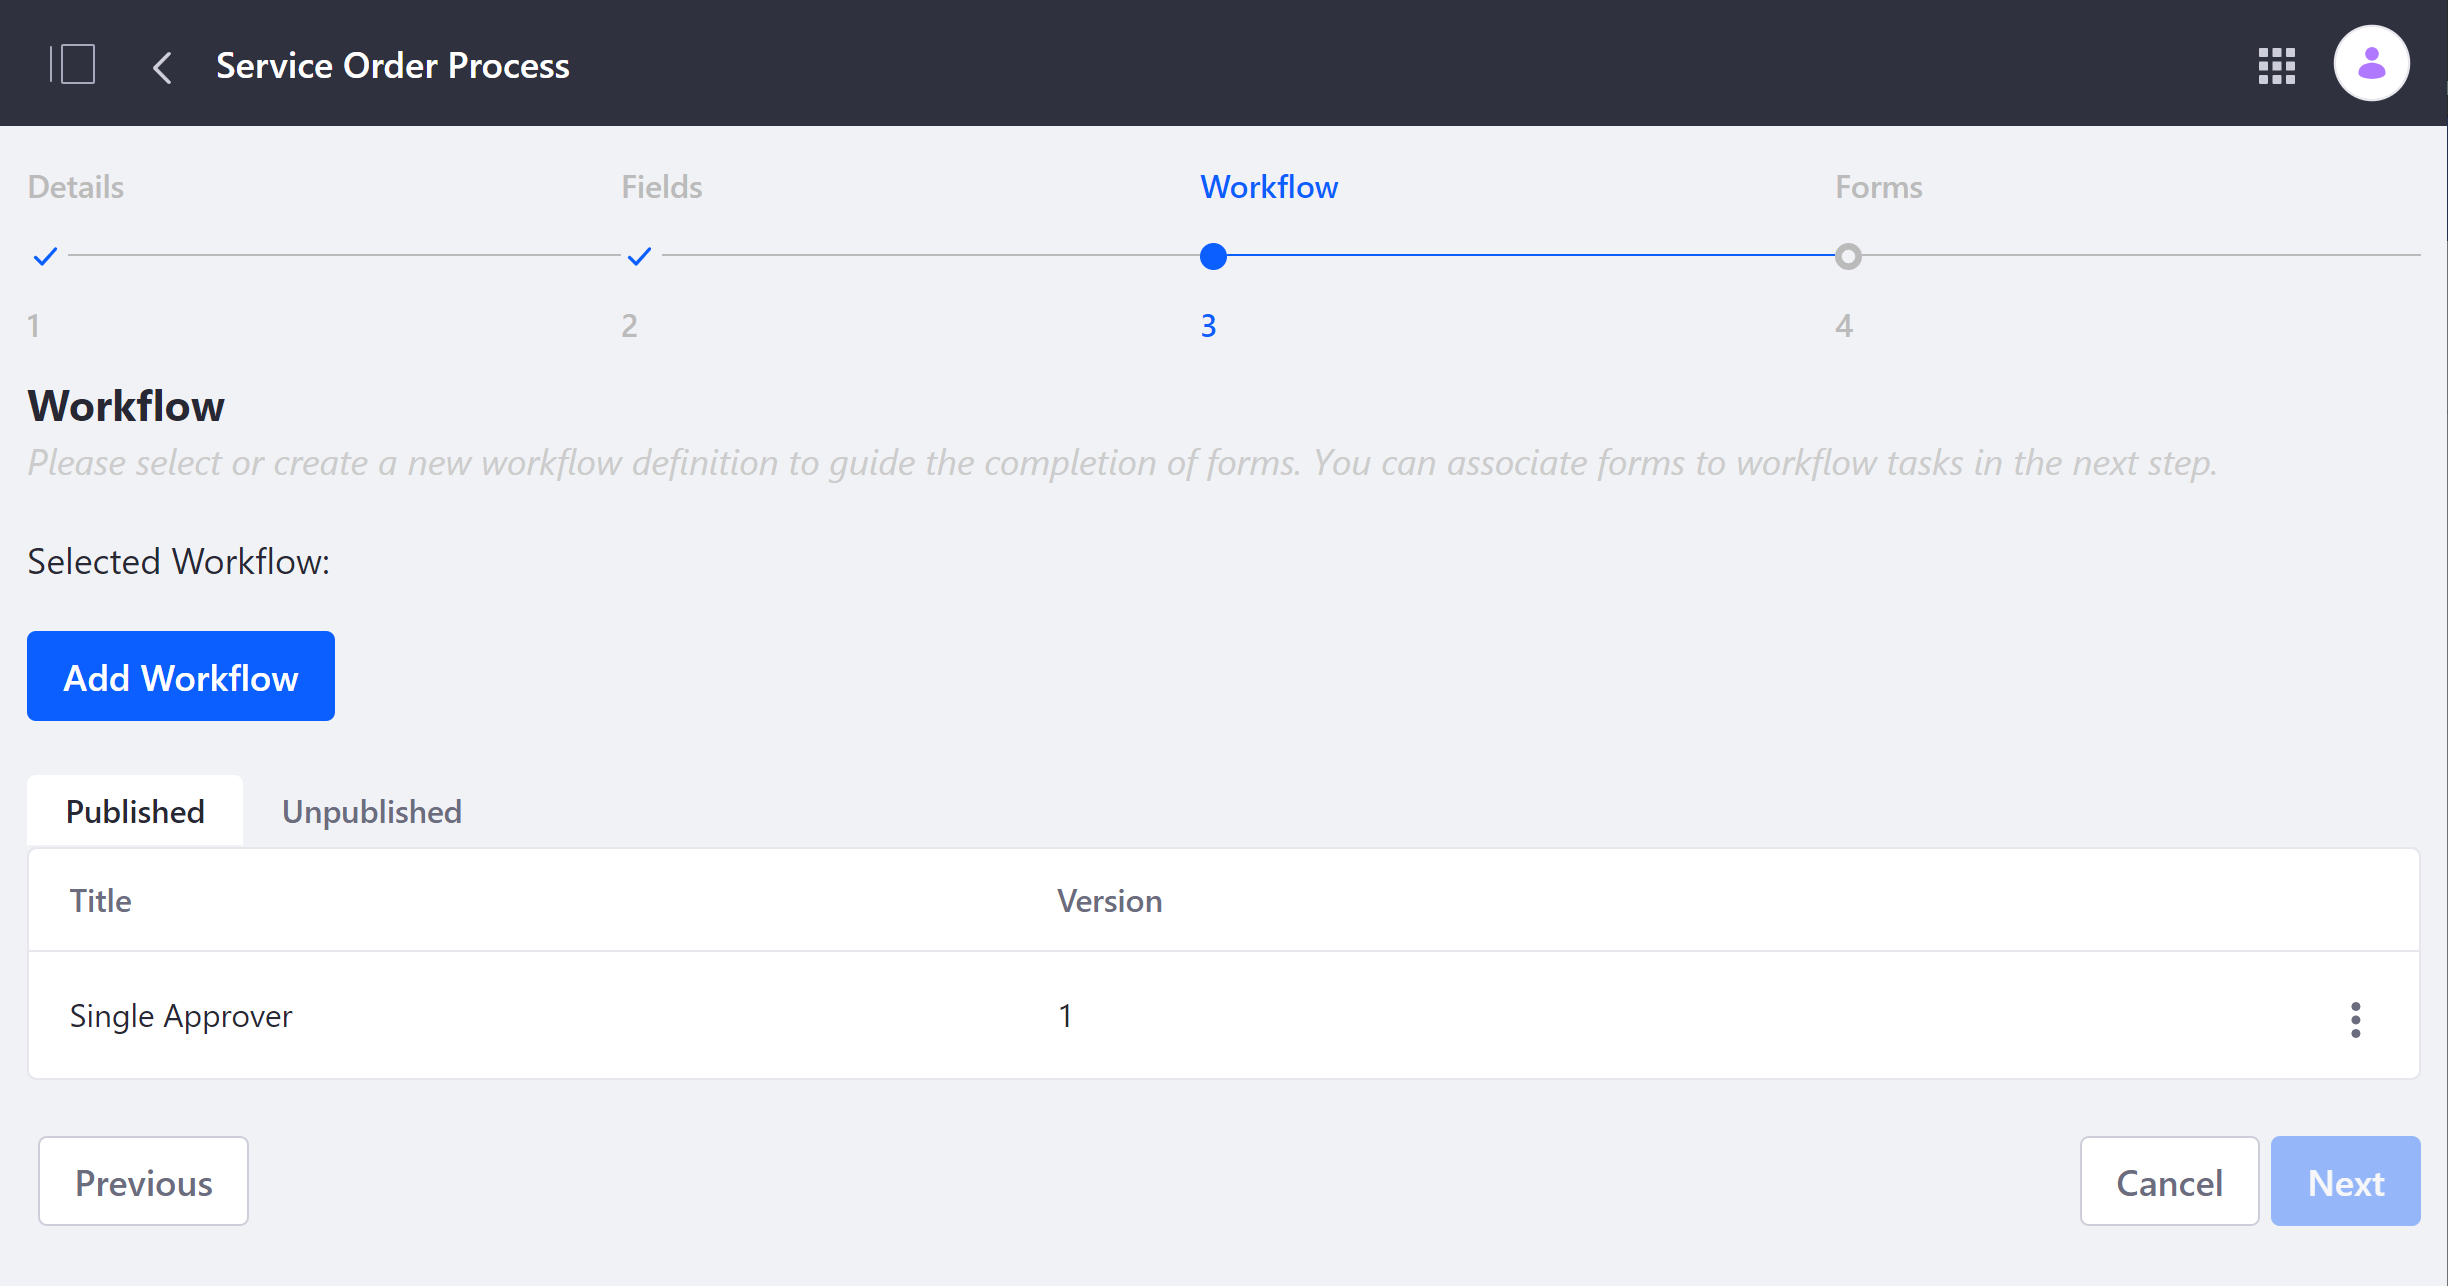 Service Order Process
Details Fields Workflow Forms
1 2 3 4
Workflow
Please select or create a new workflow definition to guide the completion of forms. You can associate forms to workflow tasks in the next step.
Selected Workflow:
Add Workflow
Published Unpublished
Title Version
Single Approver 1
Previous Cancel Next